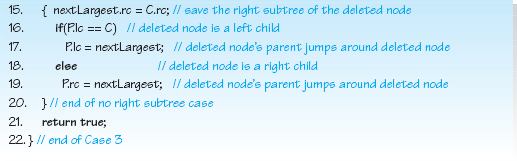 15. { nextLargest.rc = C.rc; // save the right subtree of the deleted node
16. if(P.lc == C) // deleted node is a left child
17. P.lc = nextLargest; // deleted node's parent jumps around deleted node
18. else // deleted node is a right child
19. P.rc = nextLargest; // deleted node's parent jumps around deleted node
20. } // end of no right subtree case
21. return true;
22. } // end of Case 3